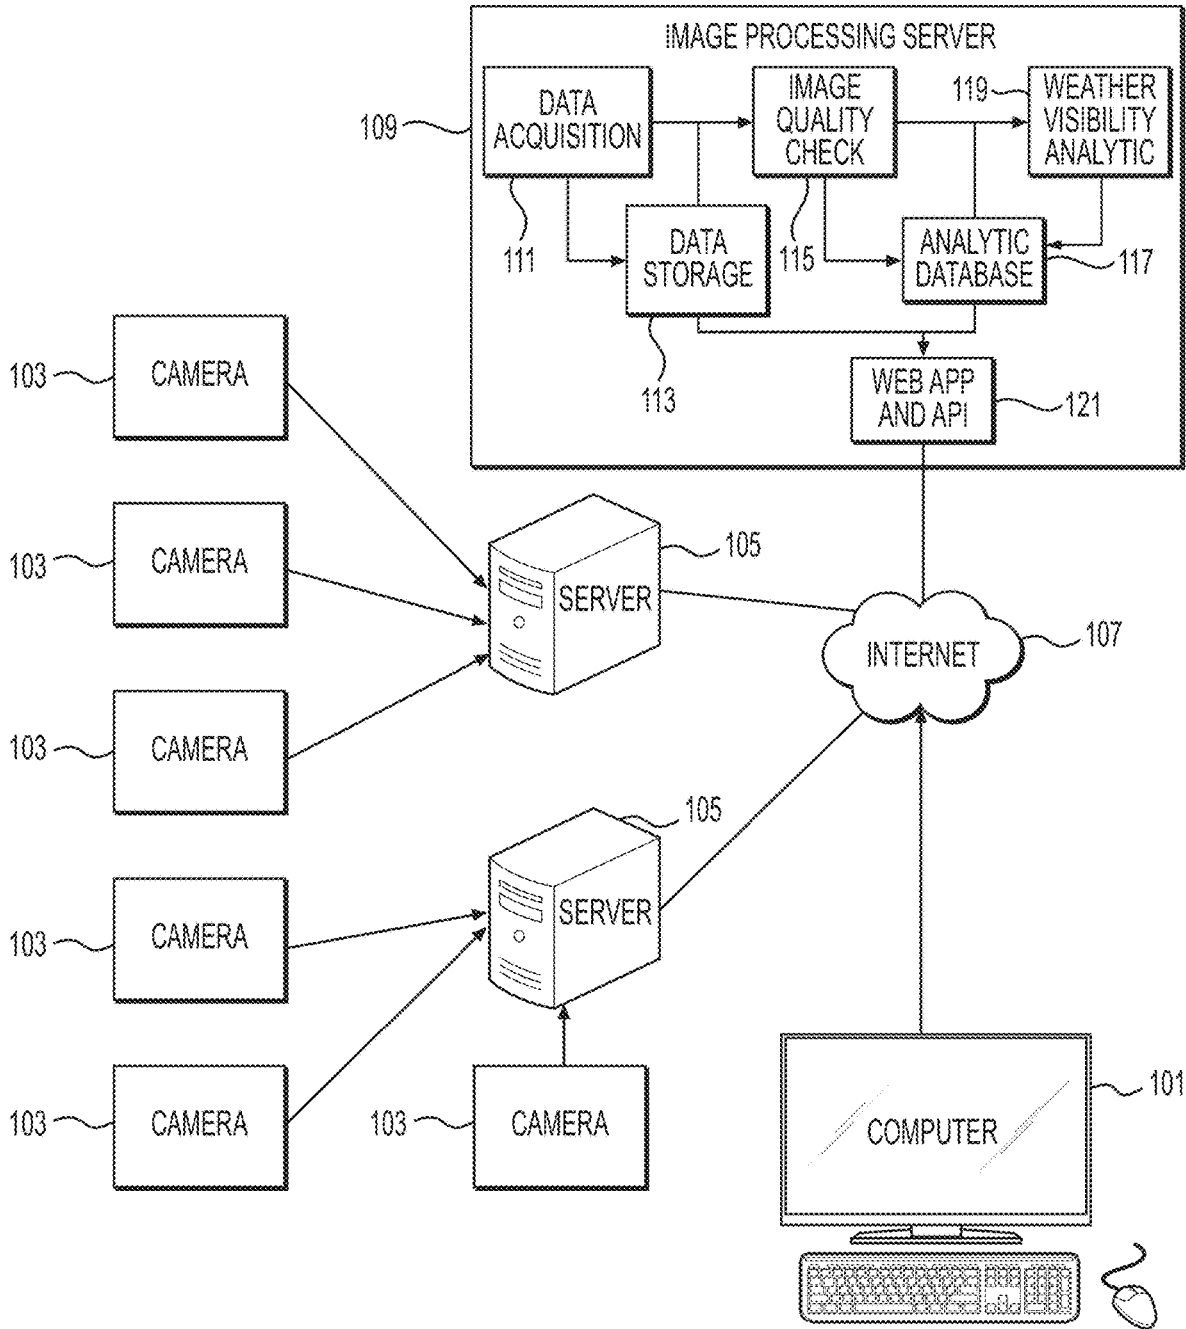 iMAGE PROCESSING SERVER
109
DATA
ACQUISITION
111
IMAGE
QUALITY
CHECK
115
119
WEATHER
VISIBILITY
ANALYTIC
DATA
STORAGE
113
ANALYTIC
DATABASE
117
WEB APP
AND API
121
103
CAMERA
103
CAMERA
103
CAMERA
103
CAMERA
103
CAMERA
103
CAMERA
SERVER
105
SERVER
105
INTERNET
107
COMPUTER
101